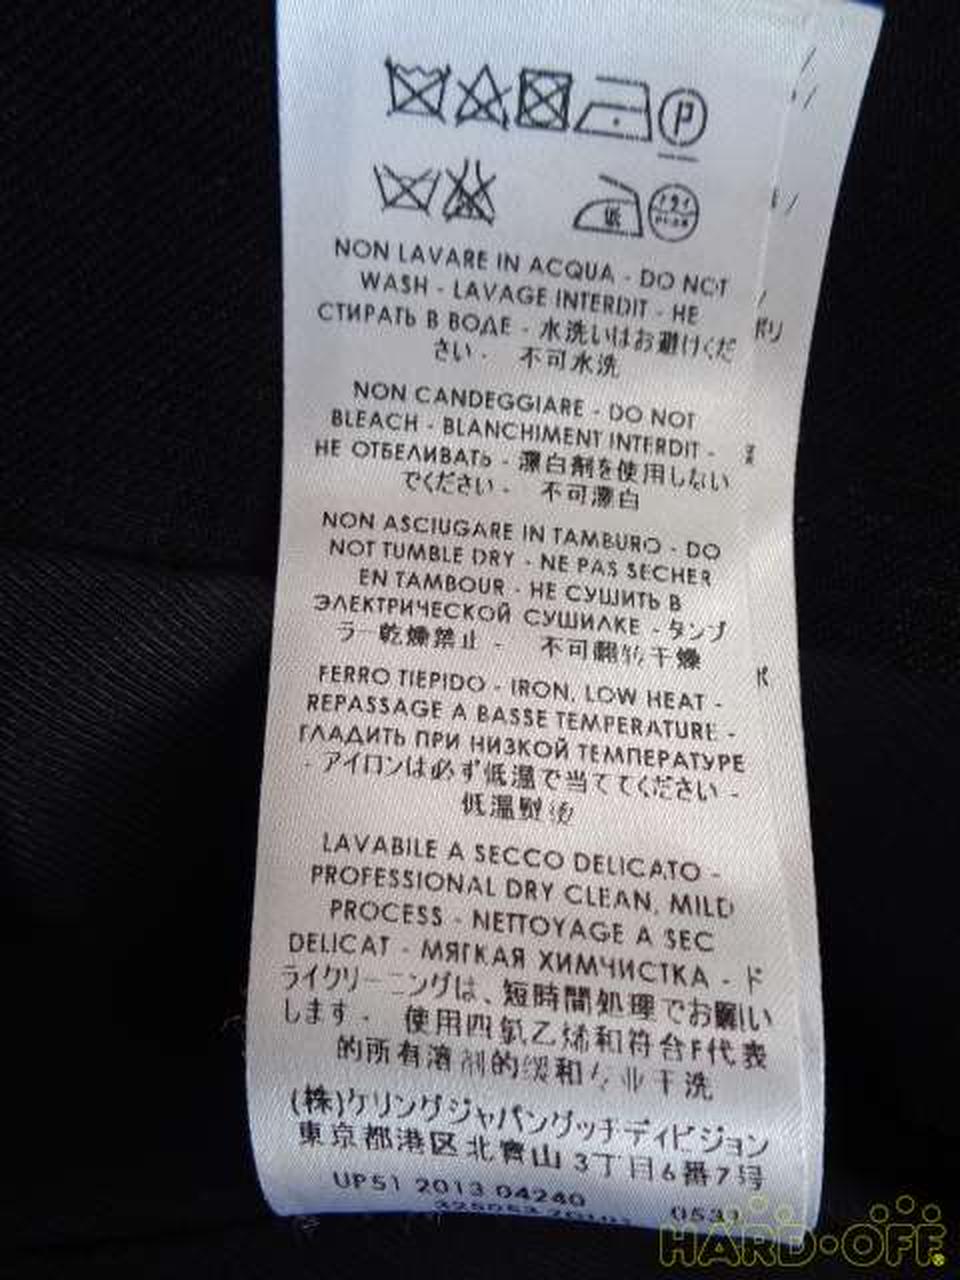 P
低
NON LAVARE IN ACQUA - DO NOT
WASH - LAVAGE INTERDIT - НЕ
СТИРАТЬ В ВОДЕ - 水洗いはお避けくだ
さい - 不可水洗
NON CANDEGGIARE - DO NOT
BLEACH - BLANCHIMENT INTERDIT -
НЕ ОТБЕЛИВАТЬ - 漂白剤を使用しない
でください - 不可漂白
NON ASCIUGARE IN TAMBURO - DO
NOT TUMBLE DRY - NE PAS SECHER
EN TAMBOUR - НЕ СУШИТЬ В
ЭЛЕКТРИЧЕСКОЙ СУШИЛКЕ - タンブ
ラー乾燥禁止 - 不可翻转干燥
FERRO TIEPIDO - IRON, LOW HEAT -
REPASSAGE A BASSE TEMPERATURE -
ГЛАДИТЬ ПРИ НИЗКОЙ ТЕМПЕРАТУРЕ
- アイロンは必ず低温で当ててください -
低温熨烫
LAVABILE A SECCO DELICATO -
PROFESSIONAL DRY CLEAN, MILD
PROCESS - NETTOYAGE A SEC
DELICAT - МЯГКАЯ ХИМЧИСТКА - ド
ライクリーニングは、短時間処理でお願い
します - 使用四氯乙烯和符合F代表
的所有溶剂的缓和专业干洗
(株)ケリングジャパングッチディビジョン
東京都港区北青山 3丁目6番7号
UP51 2013 04240 0531
HARD・OFF